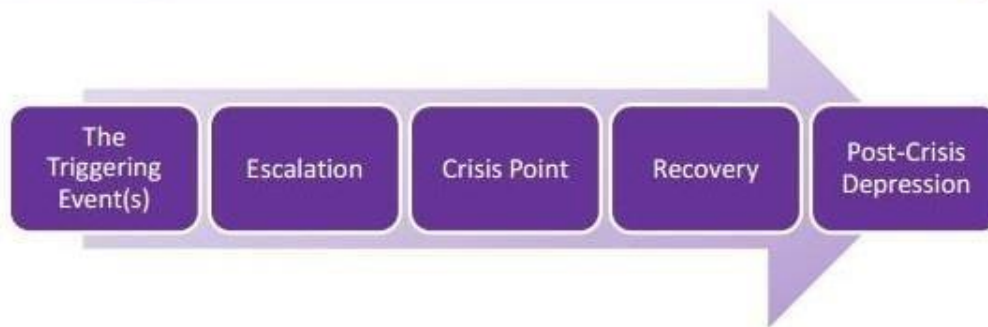 The
Triggering
Event(s)
Escalation
Crisis Point
Recovery
Post-Crisis
Depression